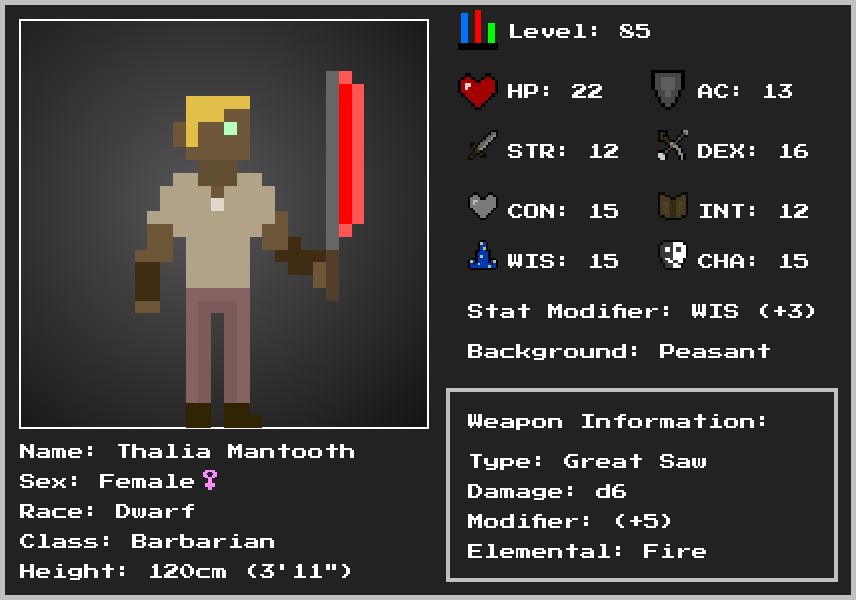 Level: 85
HP: 22 AC: 13
STR: 12 DEX: 16
CON: 15 INT: 12
WIS: 15 CHA: 15
Stat Modifier: WIS (+3)
Background: Peasant
Weapon Information:
Type: Great Saw
Damage: d6
Modifier: (+5)
Elemental: Fire
Name: Thalia Mantooth
Sex: Female♀
Race: Dwarf
Class: Barbarian
Height: 120cm (3'11")